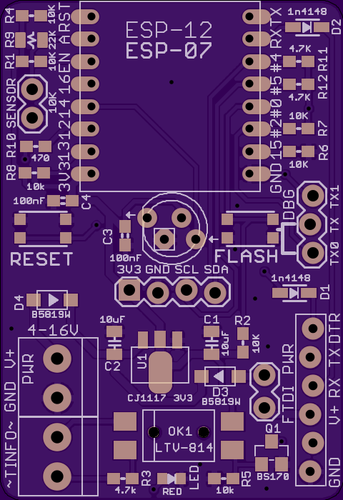 R4
10K
R9
22K
R1
10K
ARST
EN
16
14
12
13
3V3
ESP-12
ESP-07
RXTX
5 #4
2 #0
GND 15
1n4148
D2
4.7K
R11
R12
4.7K
10K
R7
R6
10K
SENSOR
10K
R10
470
R8
10k
100nF
C4
RESET
C3
100nF
FLASH
DBG
TX1
TX
TX0
3V3 GND SCL SDA
1n4148
D1
D4
B5819W
4-16V
10uF
C2
U1
CJ1117 3V3
C1
10uF
R2
10K
D3
B5819W
V+
PWR
GND
~TINFO~
PWR
FTDI
DTR
TX
RX
V+
GND
OK1
LTV-814
Q1
BS170
R3
4.7k
RED
LED
R5
10k